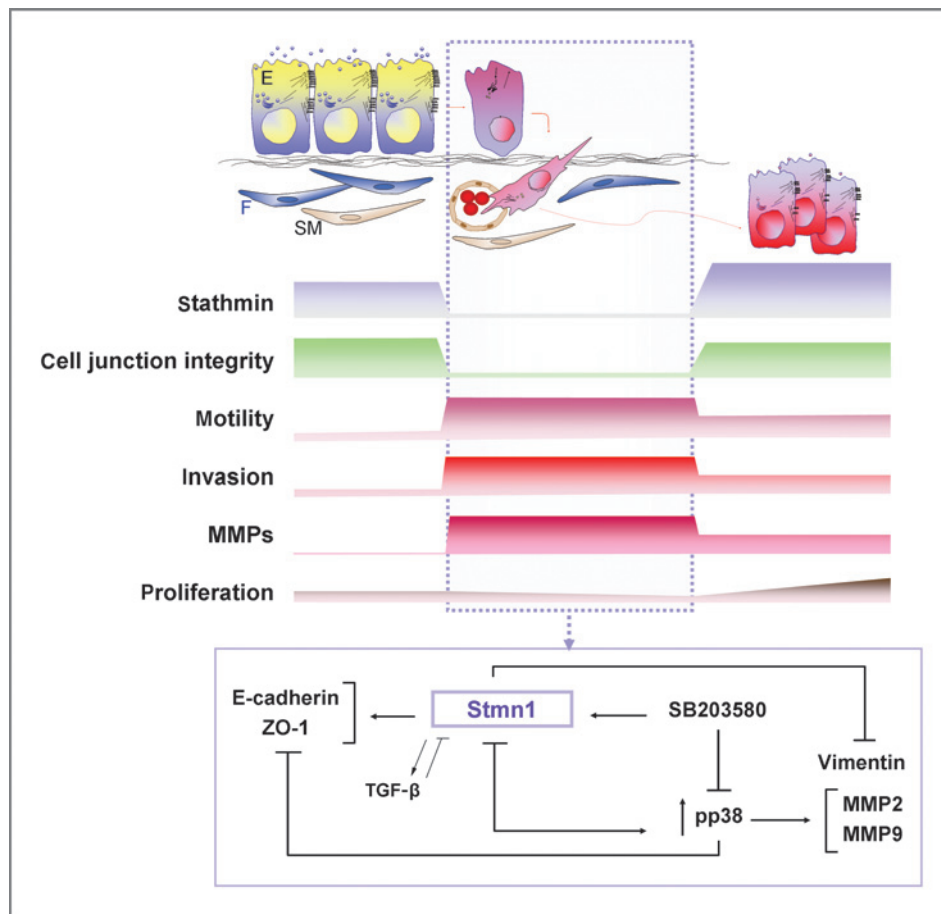 E
F
SM
Stathmin
Cell junction integrity
Motility
Invasion
MMPs
Proliferation
E-cadherin
ZO-1
Stmn1
SB203580
TGF-β
Vimentin
pp38
MMP2
MMP9